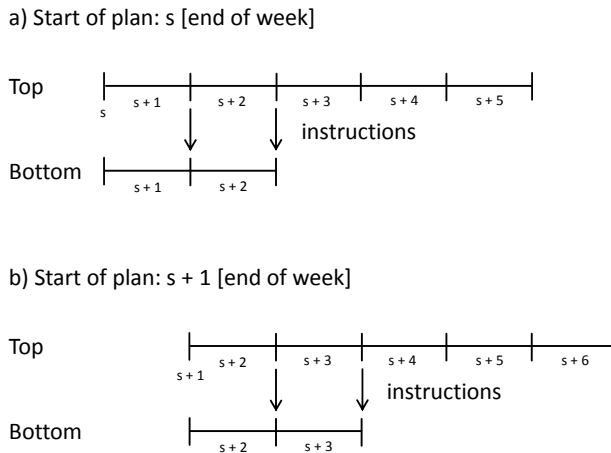 a) Start of plan: s [end of week]
Top
s s + 1 s + 2 s + 3 s + 4 s + 5
instructions
Bottom
s + 1 s + 2
b) Start of plan: s + 1 [end of week]
Top
s + 1 s + 2 s + 3 s + 4 s + 5 s + 6
instructions
Bottom
s + 2 s + 3